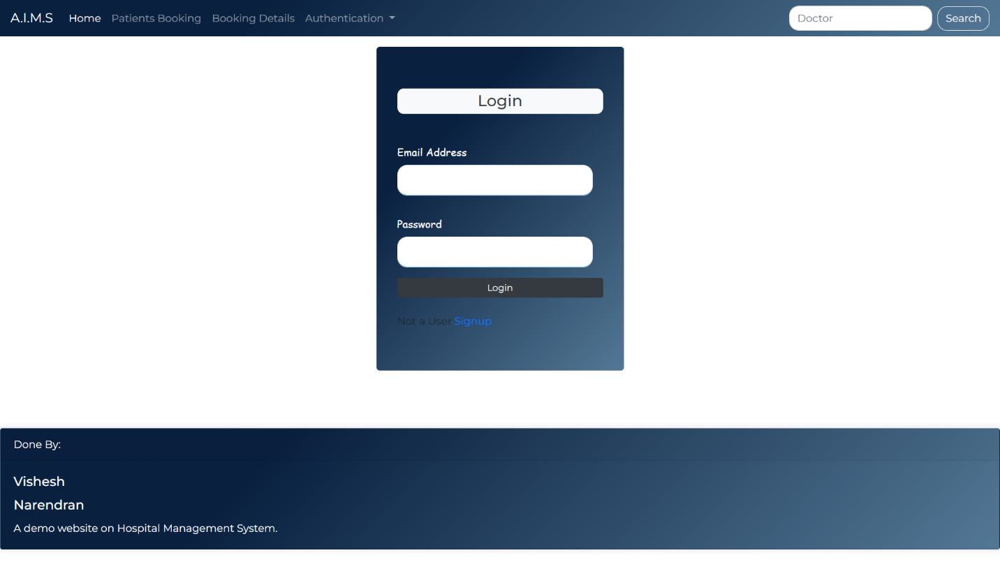 A.I.M.S Home Patients Booking Booking Details Authentication Doctor Search
Login
Email Address
Password
Login
Not a User Signup
Done By:
Vishesh
Narendran
A demo website on Hospital Management System.